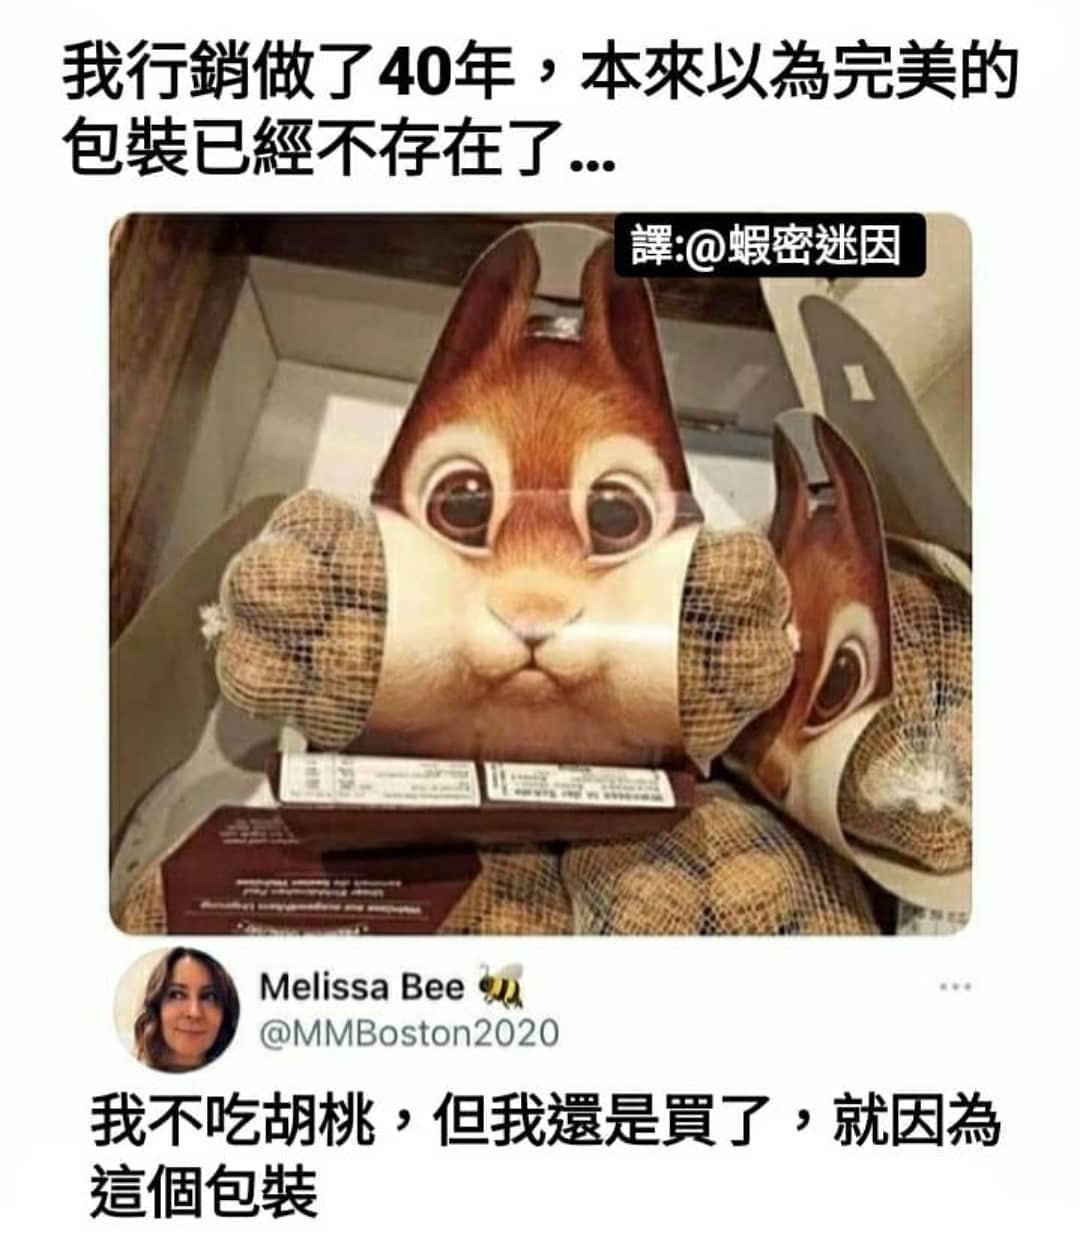 我行銷做了40年，本來以為完美的
包裝已經不存在了...
譯:@蝦密迷因
Melissa Bee 🐝
@MMBoston2020
我不吃胡桃，但我還是買了，就因為
這個包裝